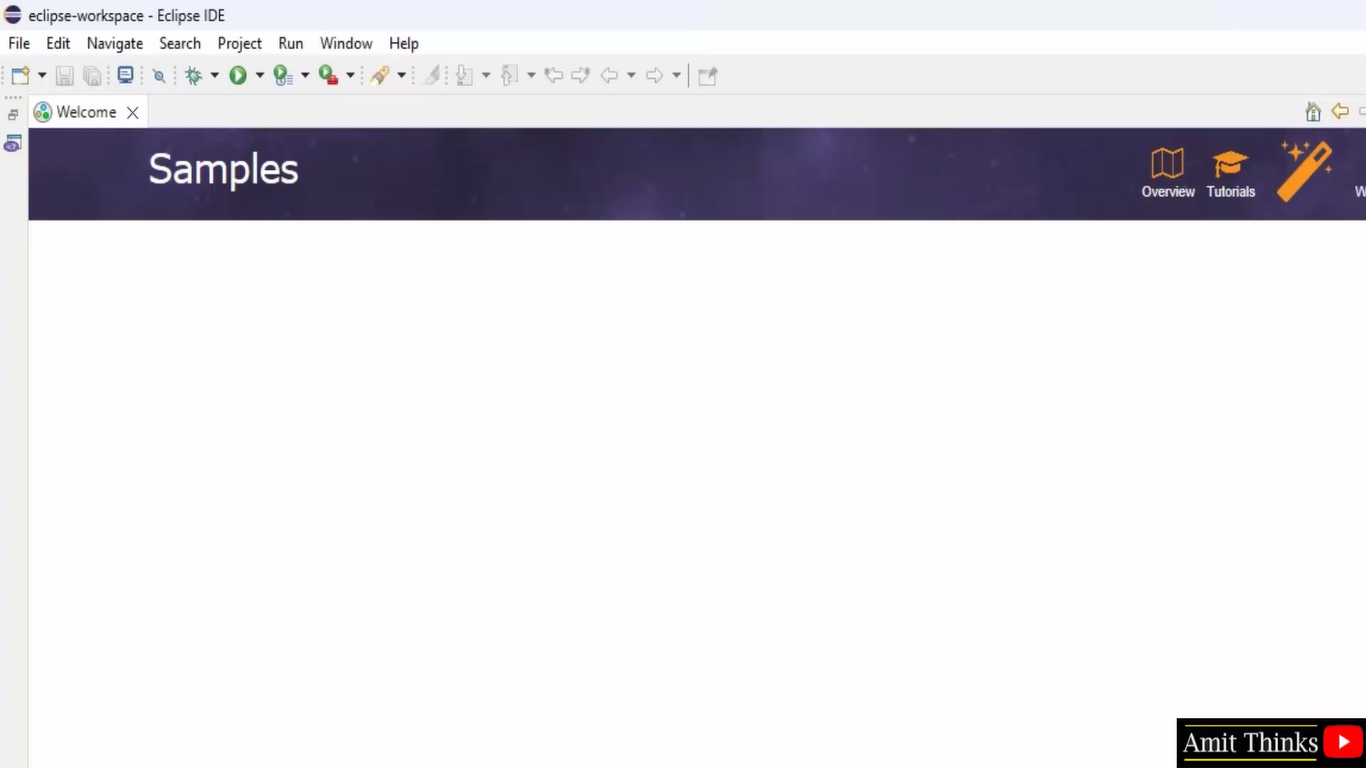 eclipse-workspace - Eclipse IDE
File Edit Navigate Search Project Run Window Help
Welcome
Samples
Overview Tutorials W
Amit Thinks